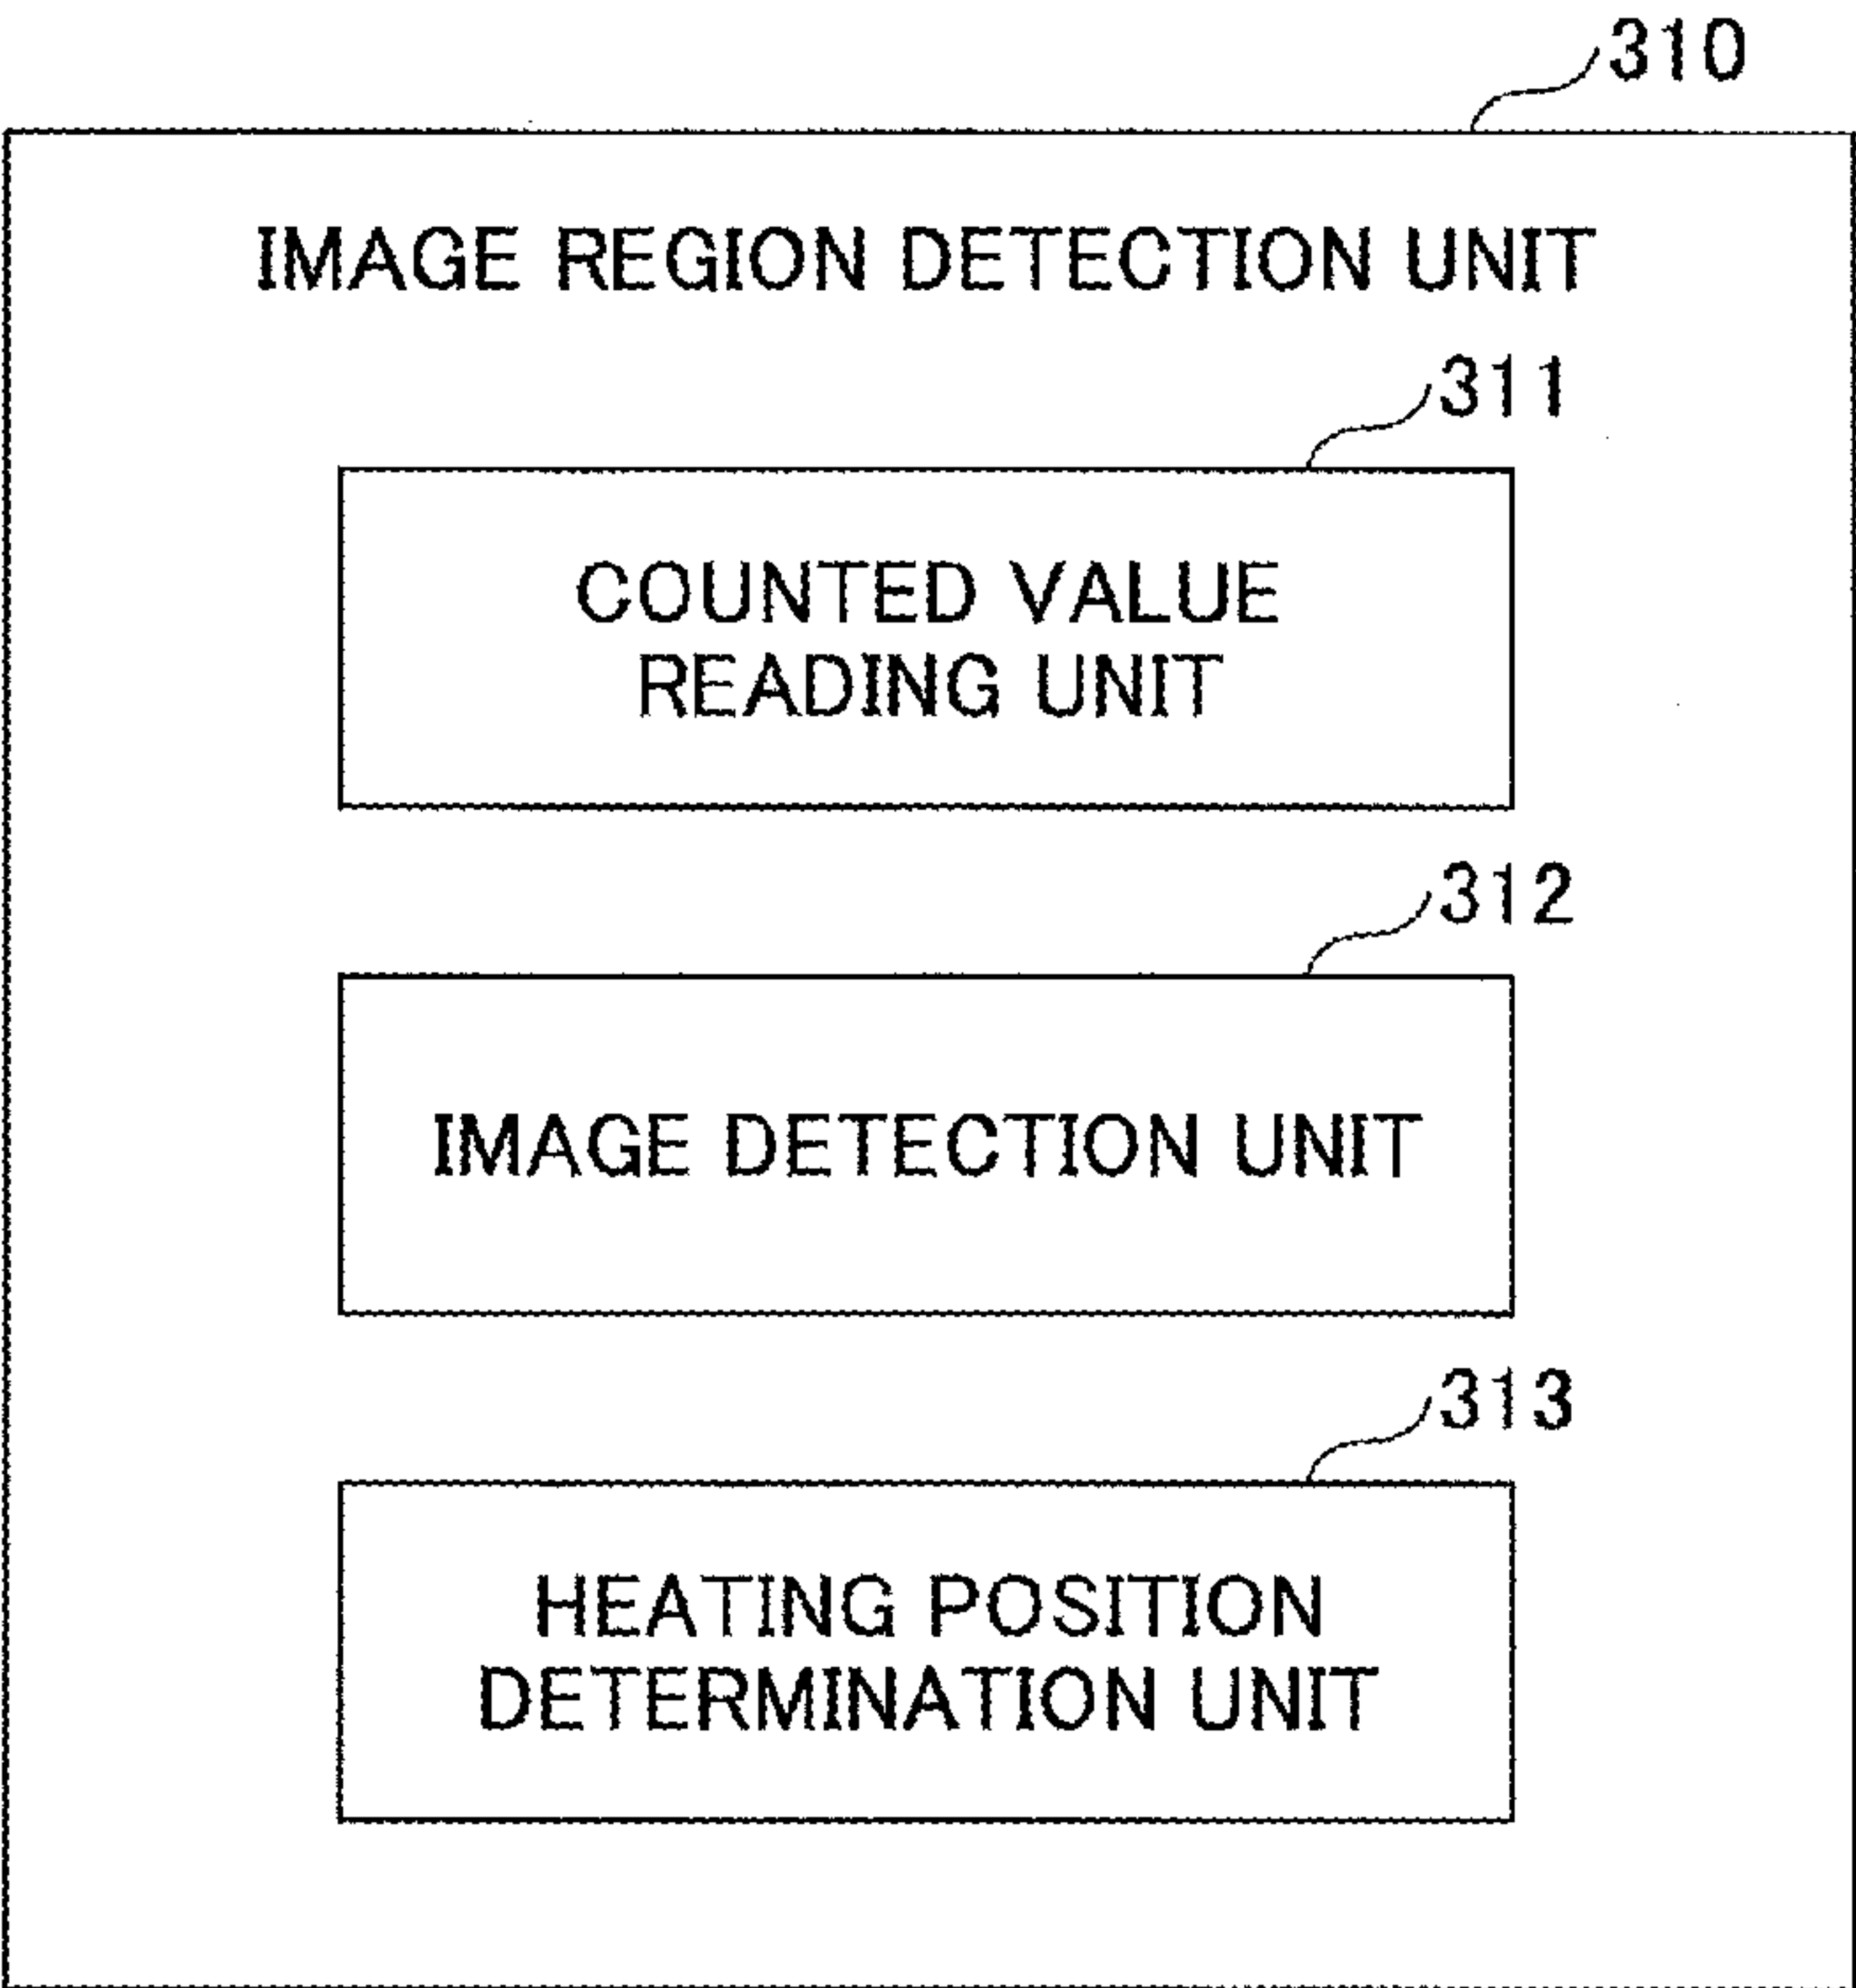 310
IMAGE REGION DETECTION UNIT
311
COUNTED VALUE
READING UNIT
312
IMAGE DETECTION UNIT
313
HEATING POSITION
DETERMINATION UNIT